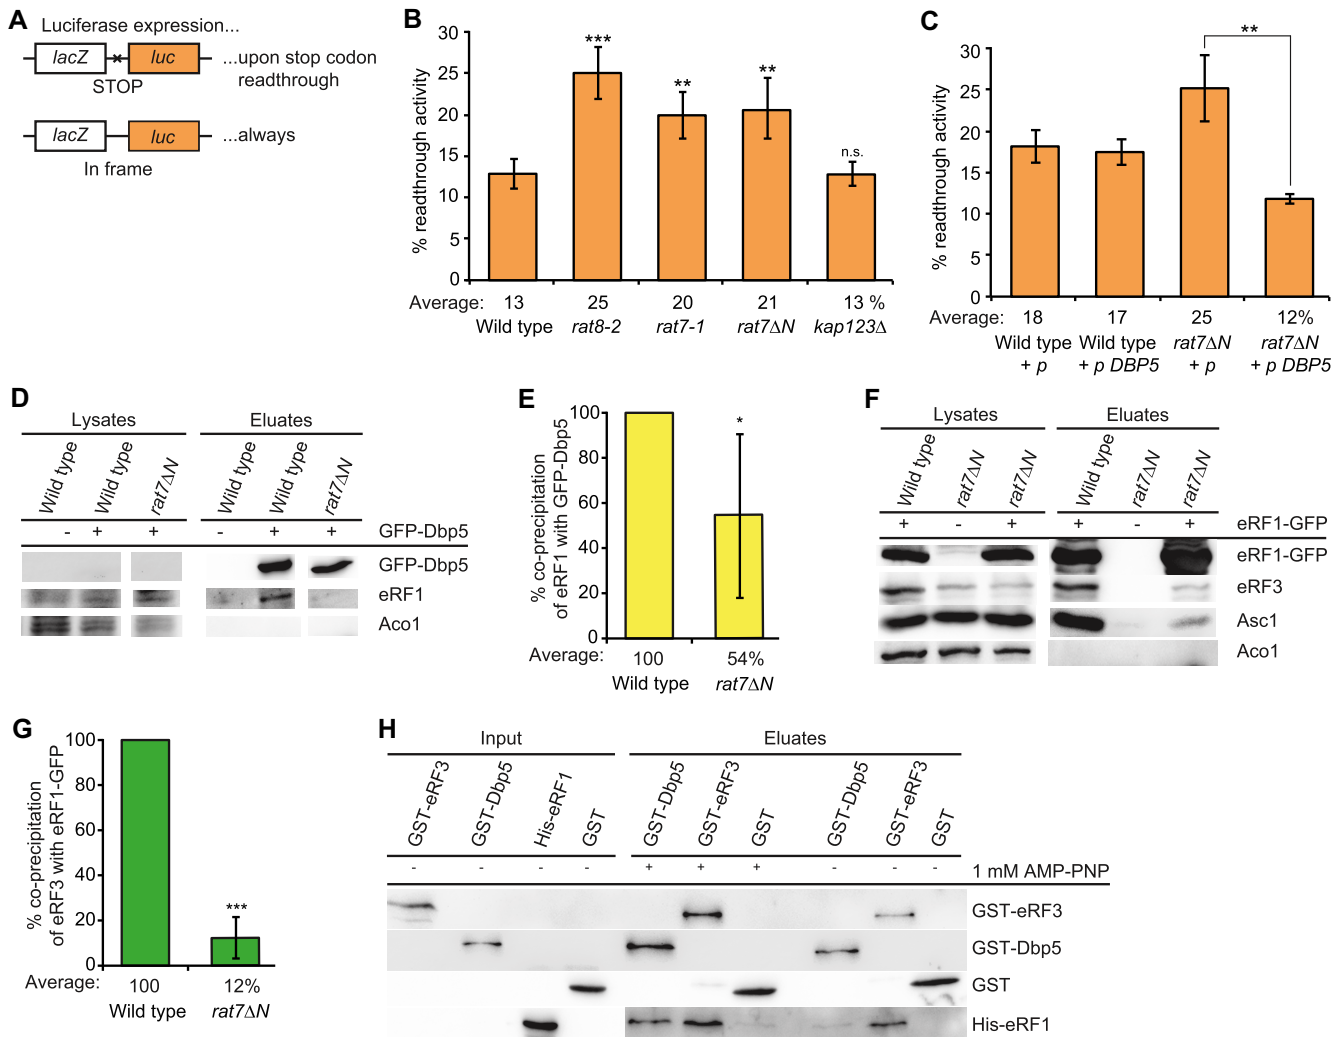 A
Luciferase expression...
lacZ
luc
...upon stop codon
readthrough
STOP
lacZ
luc
...always
In frame
B
% readthrough activity
30
25
20
15
10
5
0
***
**
**
n.s.
Average: 13 25 20 21 13 %
Wild type rat8-2 rat7-1 rat7ΔN kap123Δ
C
% readthrough activity
30
25
20
15
10
5
0
**
Average: 18 17 25 12%
Wild type Wild type rat7ΔN rat7ΔN
+ p + p DBP5 + p + p DBP5
D
Lysates Eluates
Wild type Wild type rat7ΔN Wild type Wild type rat7ΔN
- + + - + + GFP-Dbp5
GFP-Dbp5
eRF1
Aco1
E
% co-precipitation
of eRF1 with GFP-Dbp5
100
80
60
40
20
0
*
Average: 100 54%
Wild type rat7ΔN
F
Lysates Eluates
Wild type rat7ΔN rat7ΔN Wild type rat7ΔN rat7ΔN
+ - + + - + eRF1-GFP
eRF1-GFP
eRF3
Asc1
Aco1
G
% co-precipitation
of eRF3 with eRF1-GFP
100
80
60
40
20
0
***
Average: 100 12%
Wild type rat7ΔN
H
Input Eluates
GST-eRF3 GST-Dbp5 His-eRF1 GST GST-Dbp5 GST-eRF3 GST GST-Dbp5 GST-eRF3 GST
- - - - + + + - - - 1 mM AMP-PNP
GST-eRF3
GST-Dbp5
GST
His-eRF1